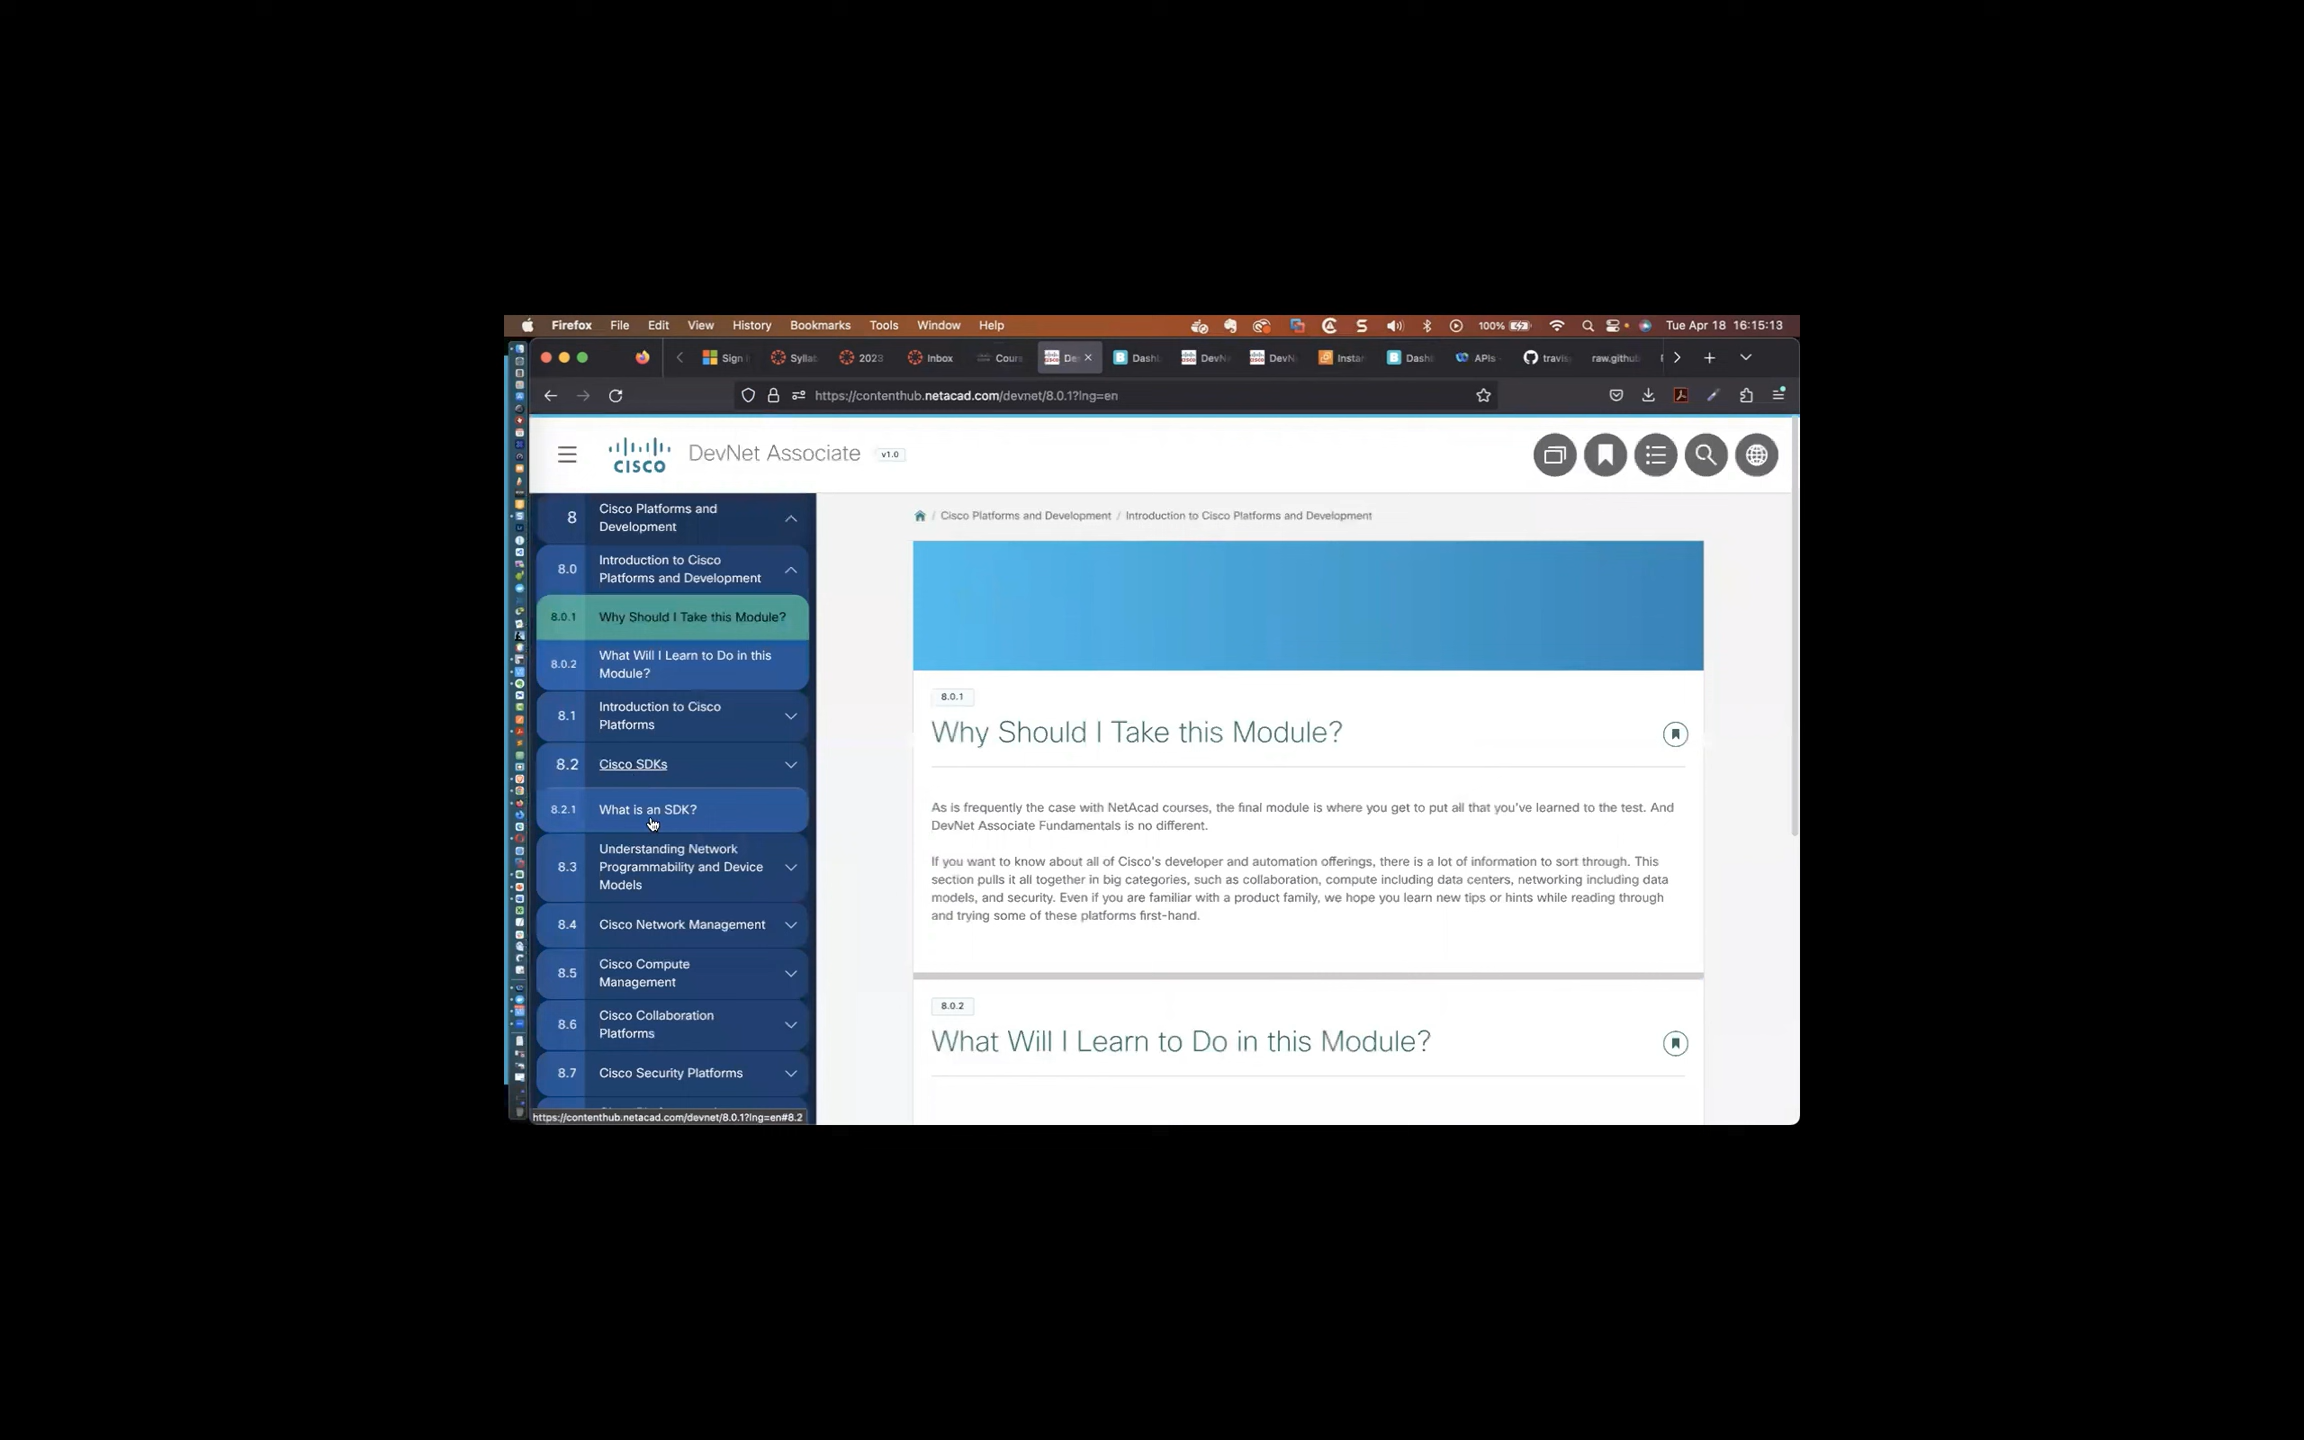 Firefox File Edit View History Bookmarks Tools Window Help 100% Tue Apr 18 16:15:13
Sign Syllab 2023 Inbox Cours De Dash DevN DevN Instar Dash APIs travis raw.githu
https://contenthub.netacad.com/devnet/8.0.1?lng=en
CISCO DevNet Associate v1.0
8 Cisco Platforms and
Development
8.0 Introduction to Cisco
Platforms and Development
8.0.1 Why Should I Take this Module?
8.0.2 What Will I Learn to Do in this
Module?
8.1 Introduction to Cisco
Platforms
8.2 Cisco SDKs
8.2.1 What is an SDK?
8.3 Understanding Network
Programmability and Device
Models
8.4 Cisco Network Management
8.5 Cisco Compute
Management
8.6 Cisco Collaboration
Platforms
8.7 Cisco Security Platforms
https://contenthub.netacad.com/devnet/8.0.1?lng=en#8.2
/ Cisco Platforms and Development / Introduction to Cisco Platforms and Development
8.0.1
Why Should I Take this Module?
As is frequently the case with NetAcad courses, the final module is where you get to put all that you've learned to the test. And
DevNet Associate Fundamentals is no different.
If you want to know about all of Cisco's developer and automation offerings, there is a lot of information to sort through. This
section pulls it all together in big categories, such as collaboration, compute including data centers, networking including data
models, and security. Even if you are familiar with a product family, we hope you learn new tips or hints while reading through
and trying some of these platforms first-hand.
8.0.2
What Will I Learn to Do in this Module?